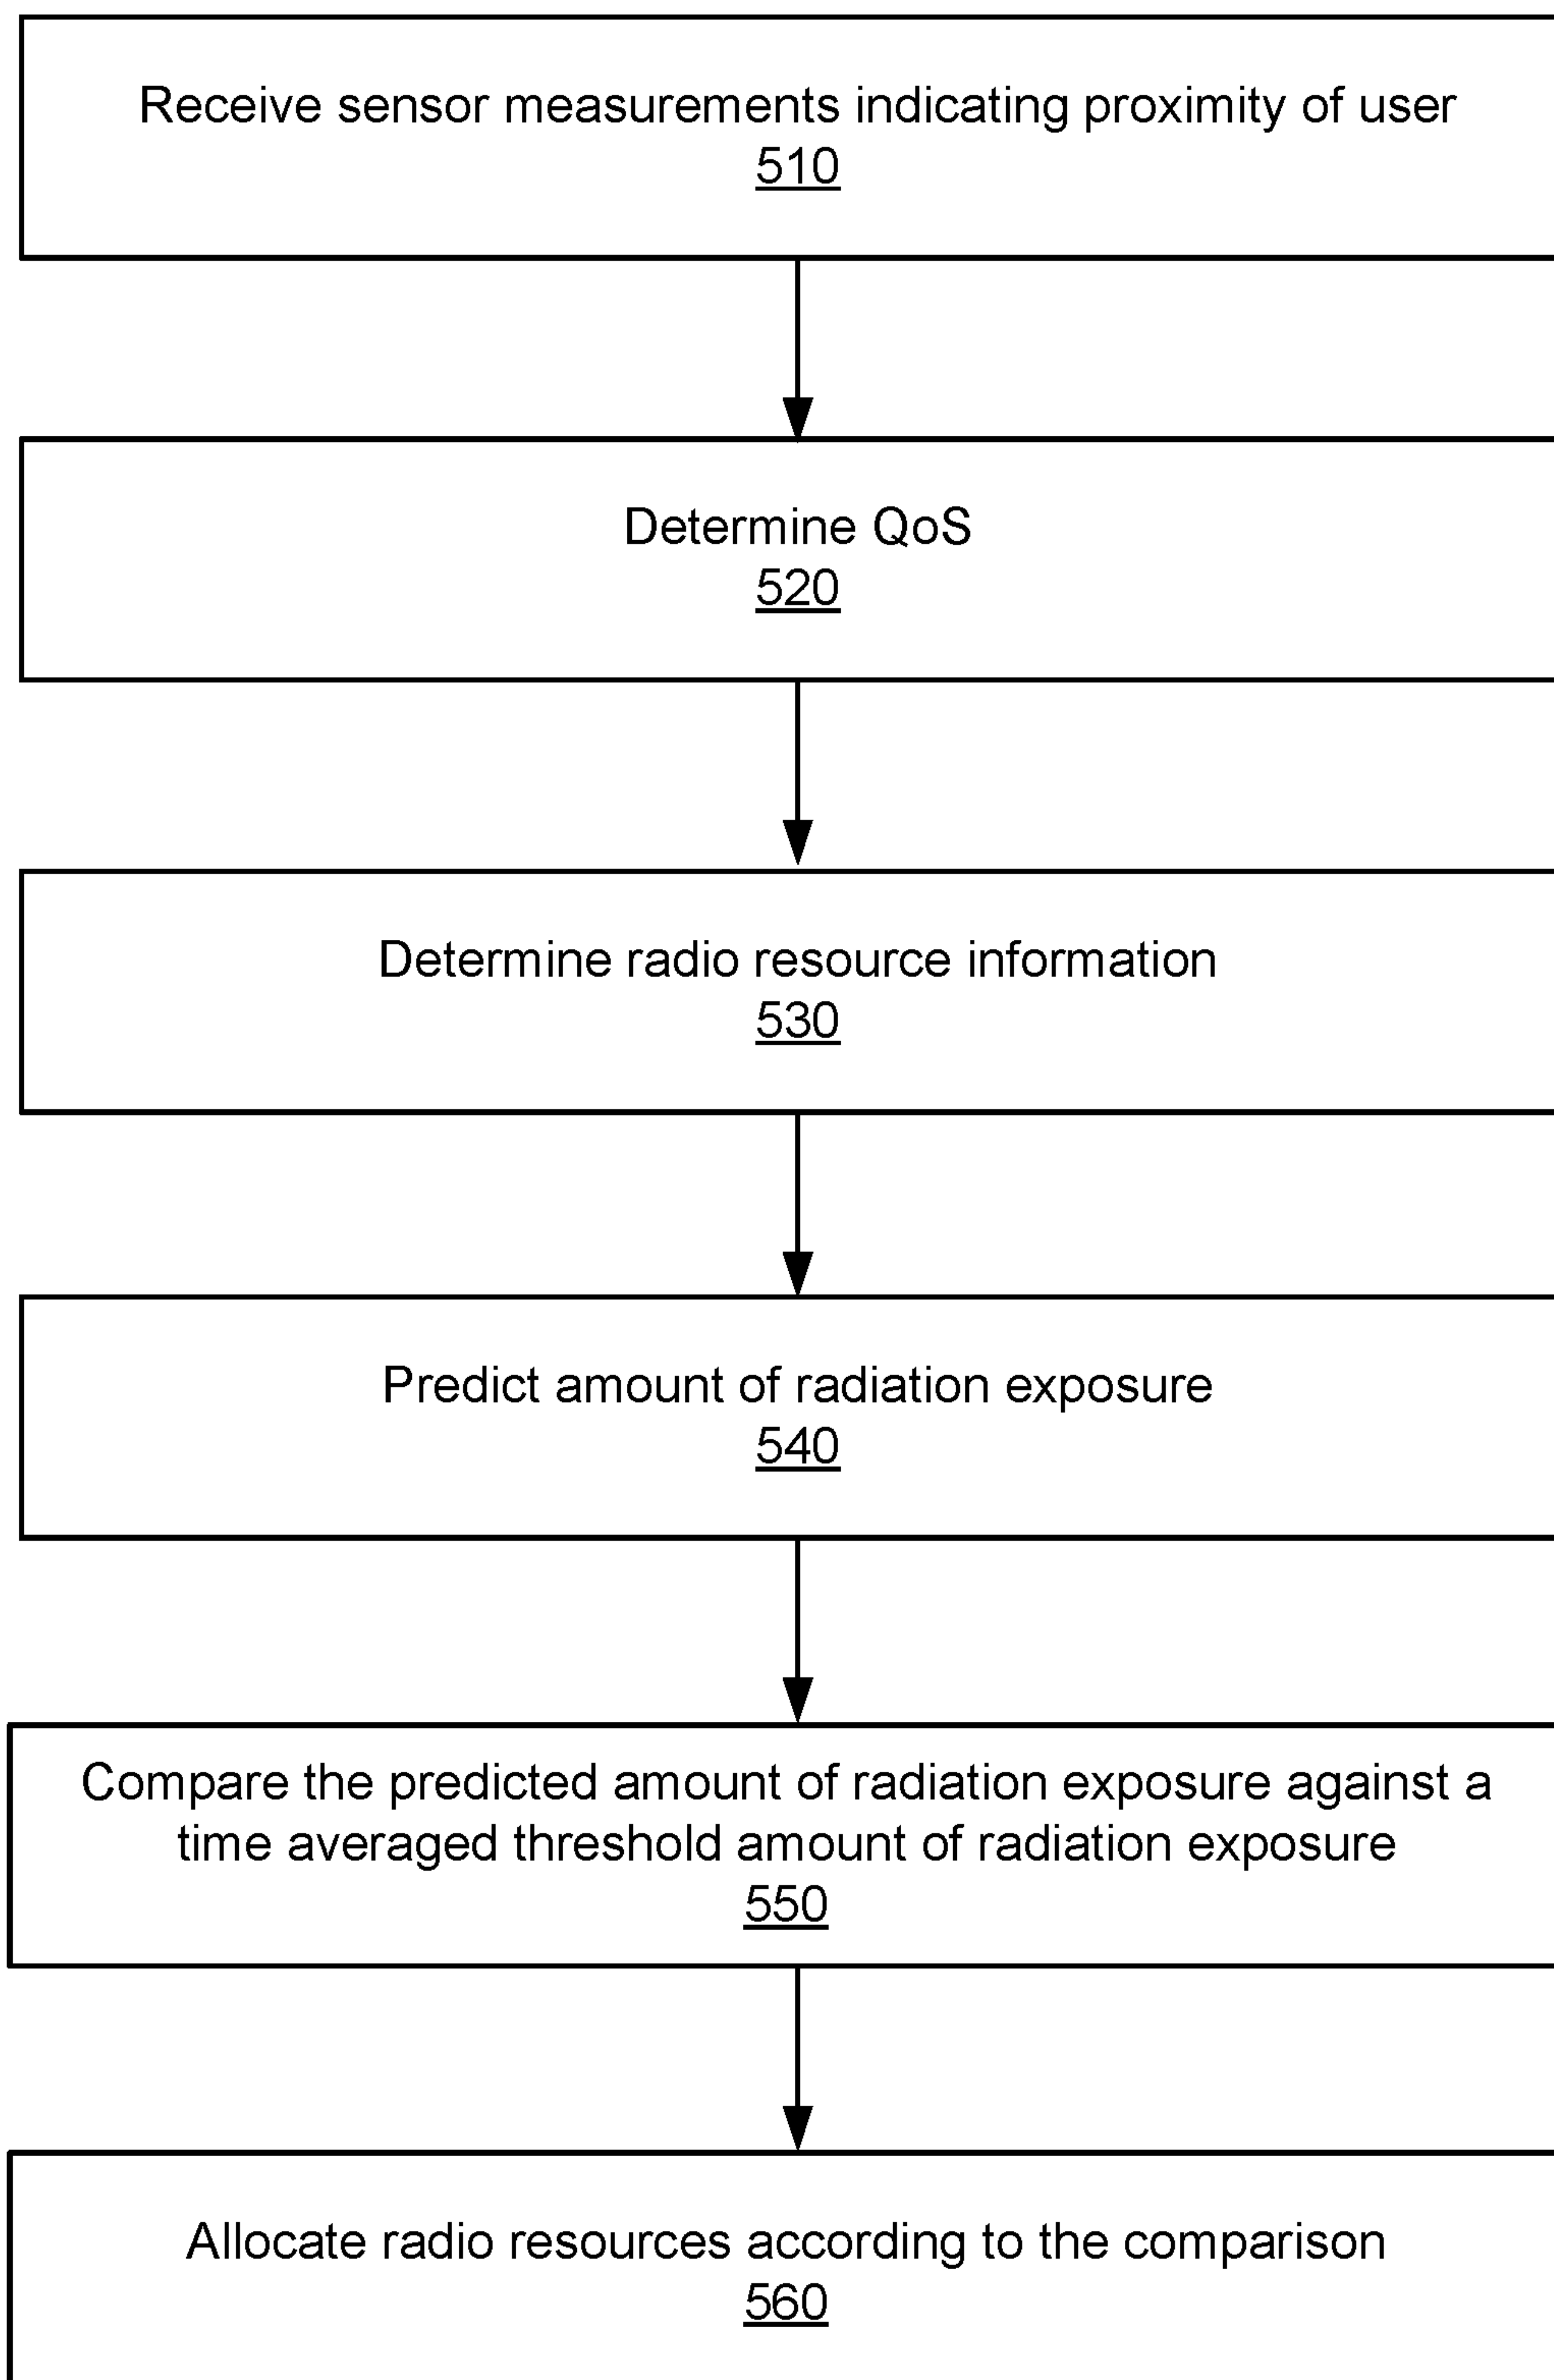 Receive sensor measurements indicating proximity of user
510
Determine QoS
520
Determine radio resource information
530
Predict amount of radiation exposure
540
Compare the predicted amount of radiation exposure against a
time averaged threshold amount of radiation exposure
550
Allocate radio resources according to the comparison
560